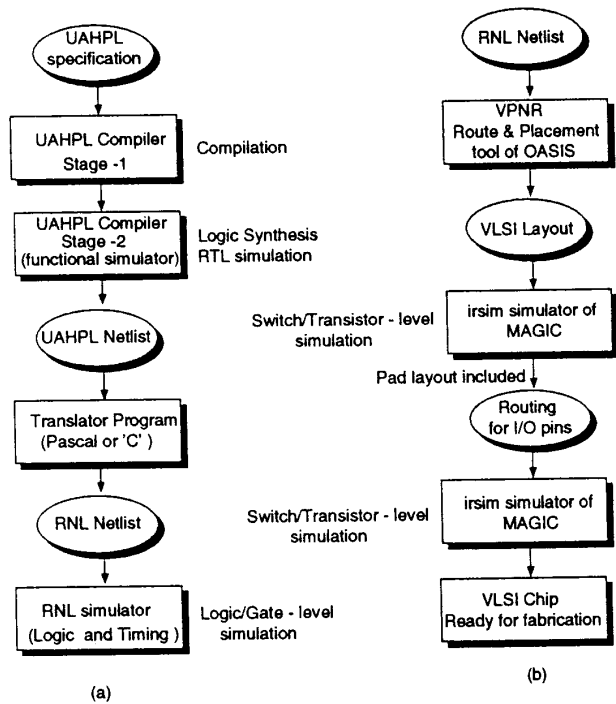 UAHPL
specification
UAHPL Compiler
Stage -1
Compilation
UAHPL Compiler
Stage -2
(functional simulator)
Logic Synthesis
RTL simulation
UAHPL Netlist
Translator Program
(Pascal or 'C' )
RNL Netlist
RNL simulator
(Logic and Timing )
Logic/Gate - level
simulation
(a)
RNL Netlist
VPNR
Route & Placement
tool of OASIS
VLSI Layout
Switch/Transistor - level
simulation
irsim simulator of
MAGIC
Pad layout included
Routing
for I/O pins
Switch/Transistor - level
simulation
irsim simulator of
MAGIC
VLSI Chip
Ready for fabrication
(b)